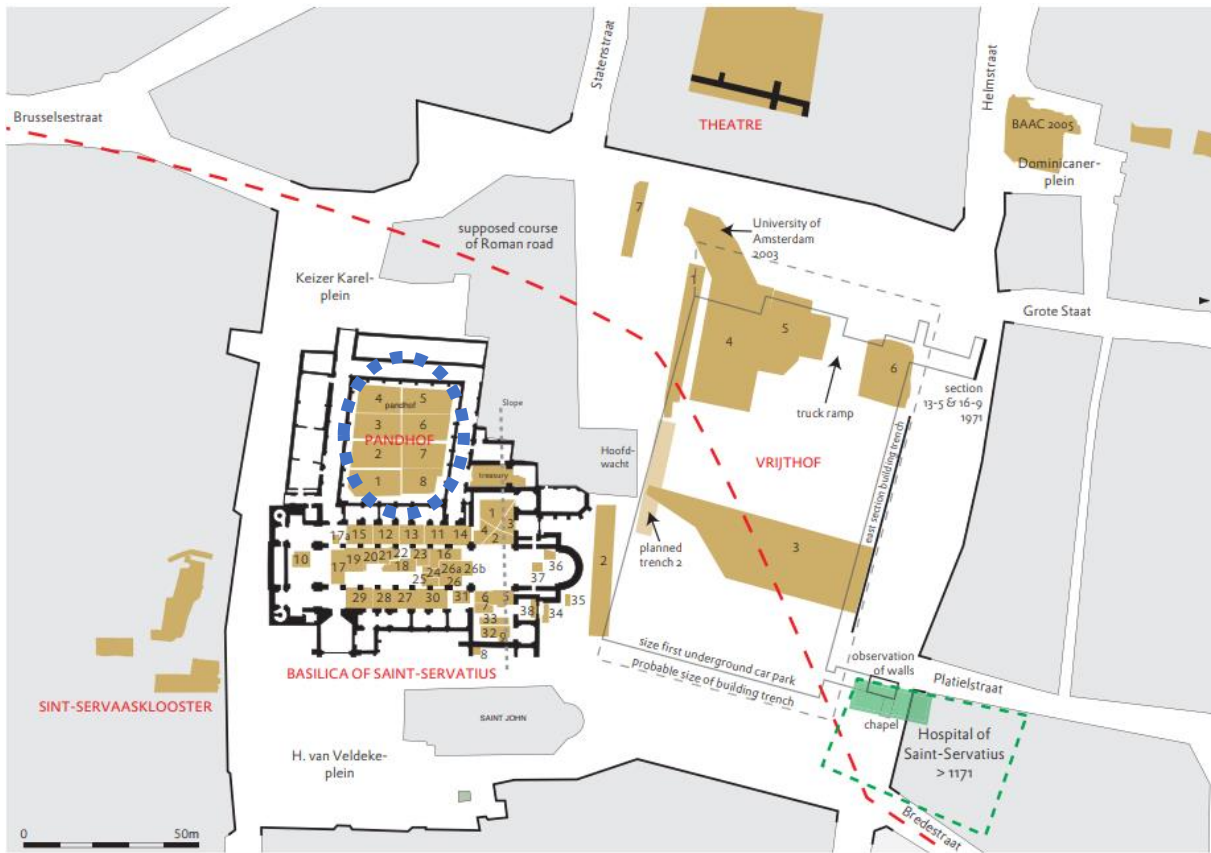 Brusselsestraat
Statenstraat
Helmstraat
THEATRE
BAAC 2005
Dominicaner-
plein
7
University of
Amsterdam
2003
supposed course
of Roman road
Keizer Karel-
plein
Grote Staat
1
4
5
6
truck ramp
section
13-5 & 16-9
1971
VRIJTHOF
Slope
4
pandhof
5
3
6
PANDHOF
2
7
1
8
treasury
Hoofd-
wacht
east section building trench
planned
trench 2
3
2
1
3
4
2
17a
15
12
13
11
14
10
17
19
20
21
22
23
16
18
24
25
26a
26b
26
36
37
29
28
27
30
31
6
5
7
33
32
9
8
38
34
35
BASILICA OF SAINT-SERVATIUS
SINT-SERVAASKLOOSTER
size first underground car park
probable size of building trench
observation
of walls
Platielstraat
chapel
Hospital of
Saint-Servatius
> 1171
SAINT JOHN
H. van Veldeke-
plein
Bredestraat
0
50m